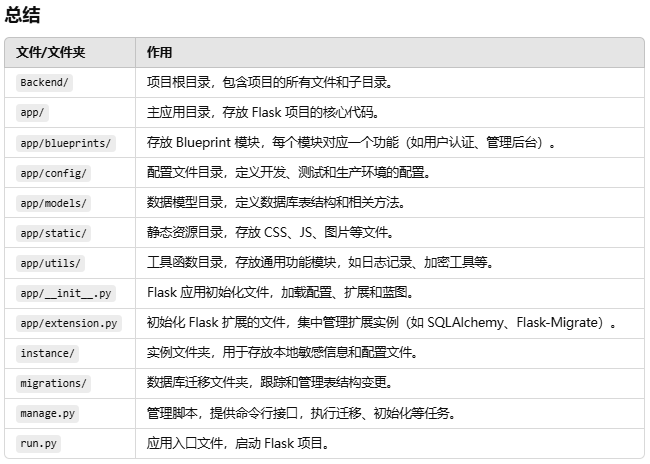 总结
文件/文件夹 作用
Backend/ 项目根目录，包含项目的所有文件和子目录。
app/ 主应用目录，存放 Flask 项目的核心代码。
app/blueprints/ 存放 Blueprint 模块，每个模块对应一个功能（如用户认证、管理后台）。
app/config/ 配置文件目录，定义开发、测试和生产环境的配置。
app/models/ 数据模型目录，定义数据库表结构和相关方法。
app/static/ 静态资源目录，存放 CSS、JS、图片等文件。
app/utils/ 工具函数目录，存放通用功能模块，如日志记录、加密工具等。
app/__init__.py Flask 应用初始化文件，加载配置、扩展和蓝图。
app/extension.py 初始化 Flask 扩展的文件，集中管理扩展实例（如 SQLAlchemy、Flask-Migrate）。
instance/ 实例文件夹，用于存放本地敏感信息和配置文件。
migrations/ 数据库迁移文件夹，跟踪和管理表结构变更。
manage.py 管理脚本，提供命令行接口，执行迁移、初始化等任务。
run.py 应用入口文件，启动 Flask 项目。